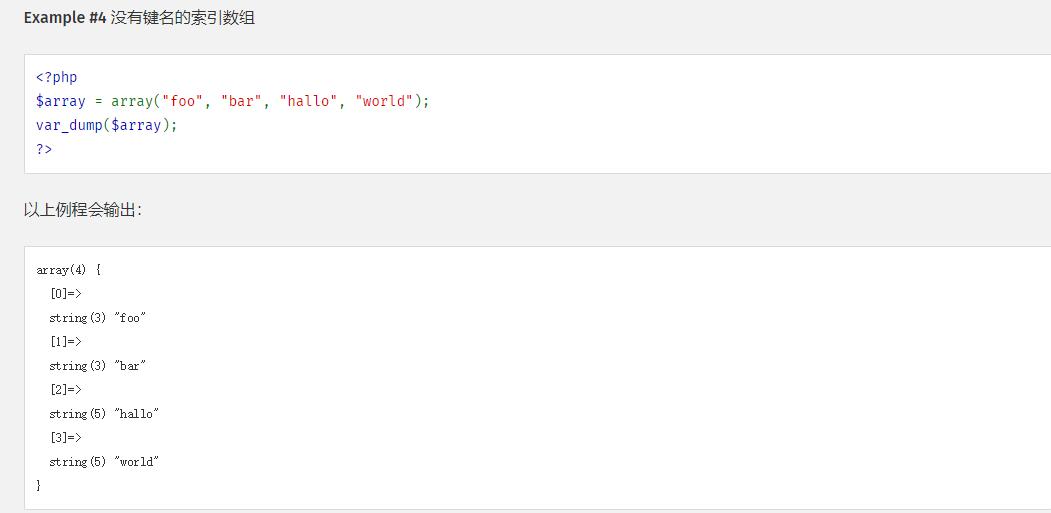 Example #4 没有键名的索引数组
<?php
$array = array("foo", "bar", "hallo", "world");
var_dump($array);
?>
以上例程会输出：
array(4) {
  [0]=>
  string(3) "foo"
  [1]=>
  string(3) "bar"
  [2]=>
  string(5) "hallo"
  [3]=>
  string(5) "world"
}